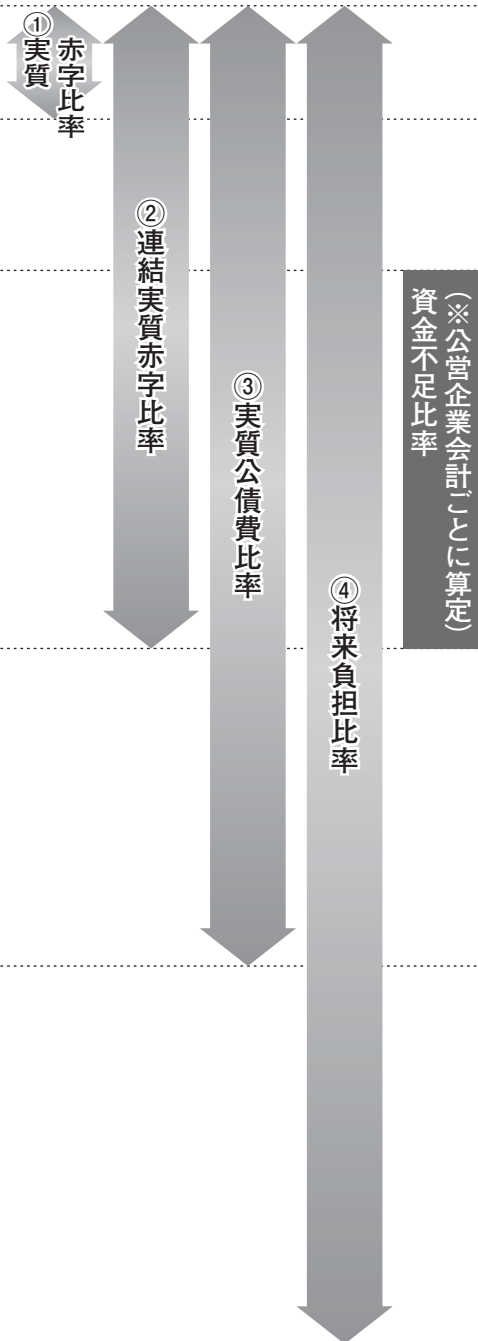 ①実質
赤字比率
②連結実質赤字比率
③実質公債費比率
④将来負担比率
(※公営企業会計ごとに算定)
資金不足比率